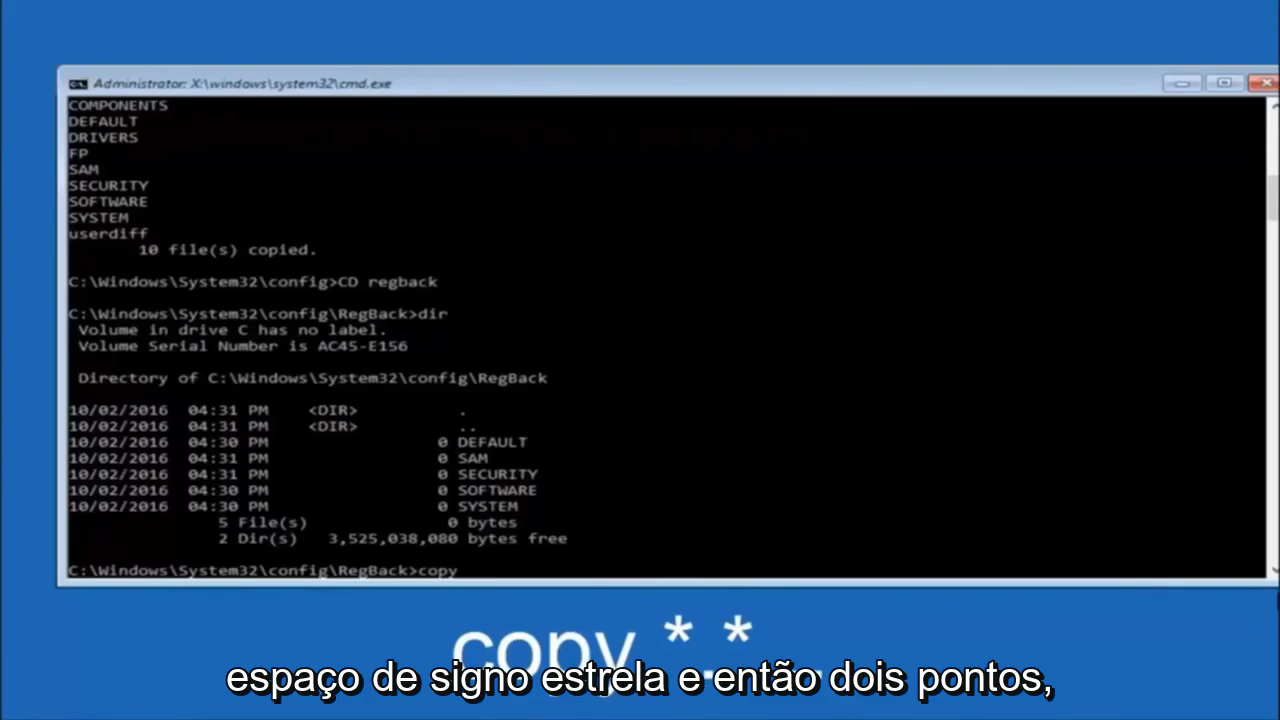 Administrator: X:\windows\system32\cmd.exe
COMPONENTS
DEFAULT
DRIVERS
FP
SAM
SECURITY
SOFTWARE
SYSTEM
userdiff
10 file(s) copied.
C:\Windows\System32\config>CD regback
C:\Windows\System32\config\RegBack>dir
Volume in drive C has no label.
Volume Serial Number is AC45-E156
Directory of C:\Windows\System32\config\RegBack
10/02/2016 04:31 PM <DIR> .
10/02/2016 04:31 PM <DIR> ..
10/02/2016 04:30 PM 0 DEFAULT
10/02/2016 04:31 PM 0 SAM
10/02/2016 04:31 PM 0 SECURITY
10/02/2016 04:30 PM 0 SOFTWARE
10/02/2016 04:30 PM 0 SYSTEM
5 File(s) 0 bytes
2 Dir(s) 3,525,038,080 bytes free
C:\Windows\System32\config\RegBack>copy
copy *.* ..
espaço de signo estrela e então dois pontos,